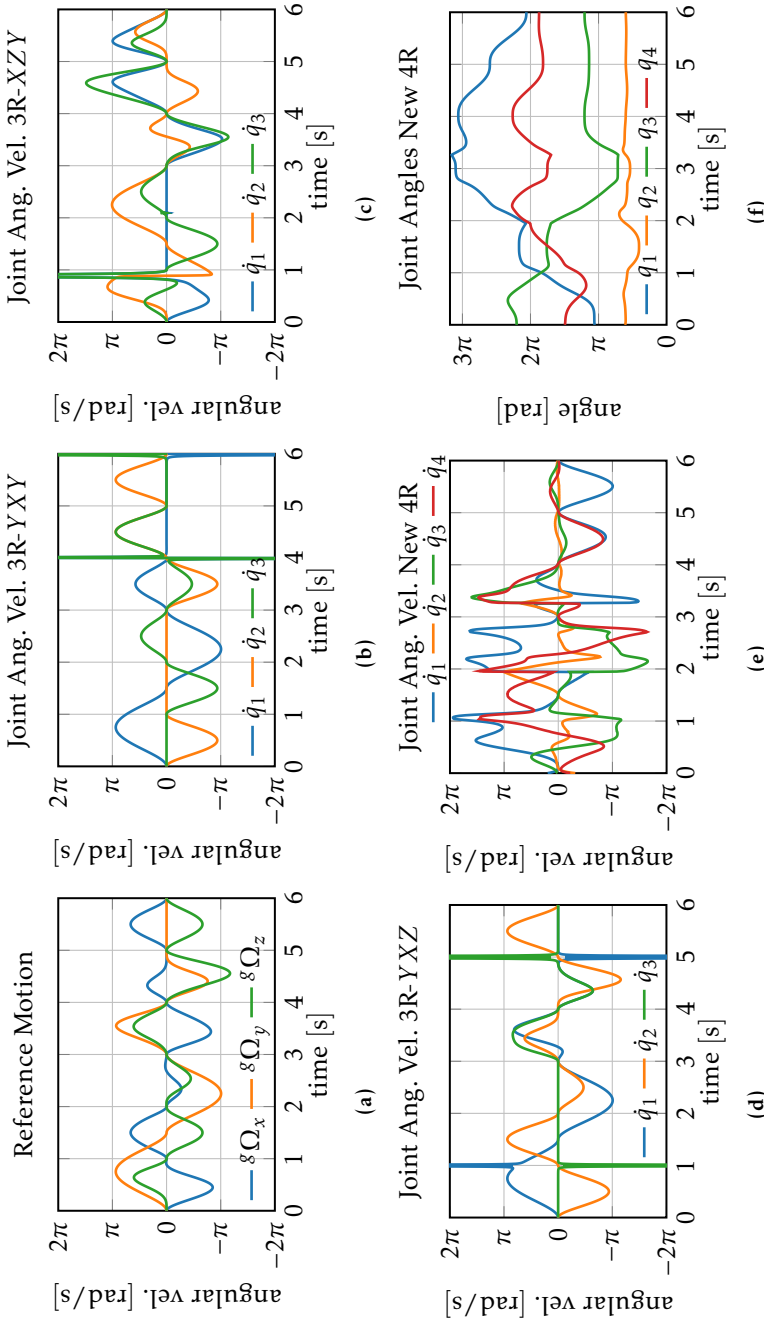 Reference Motion
angular vel. [rad/s]
2π
π
0
−π
−2π
0 1 2 3 4 5 6
time [s]
ᵍΩₓ ᵍΩᵧ ᵍΩ_z
(a)
Joint Ang. Vel. 3R-YXY
angular vel. [rad/s]
2π
π
0
−π
−2π
0 1 2 3 4 5 6
time [s]
q̇₁ q̇₂ q̇₃
(b)
Joint Ang. Vel. 3R-XZY
angular vel. [rad/s]
2π
π
0
−π
−2π
0 1 2 3 4 5 6
time [s]
q̇₁ q̇₂ q̇₃
(c)
Joint Ang. Vel. 3R-YXZ
angular vel. [rad/s]
2π
π
0
−π
−2π
0 1 2 3 4 5 6
time [s]
q̇₁ q̇₂ q̇₃
(d)
Joint Ang. Vel. New 4R
q̇₁ q̇₂ q̇₃ q̇₄
angular vel. [rad/s]
2π
π
0
−π
−2π
0 1 2 3 4 5 6
time [s]
(e)
Joint Angles New 4R
angle [rad]
3π
2π
π
0
0 1 2 3 4 5 6
time [s]
q₁ q₂ q₃ q₄
(f)